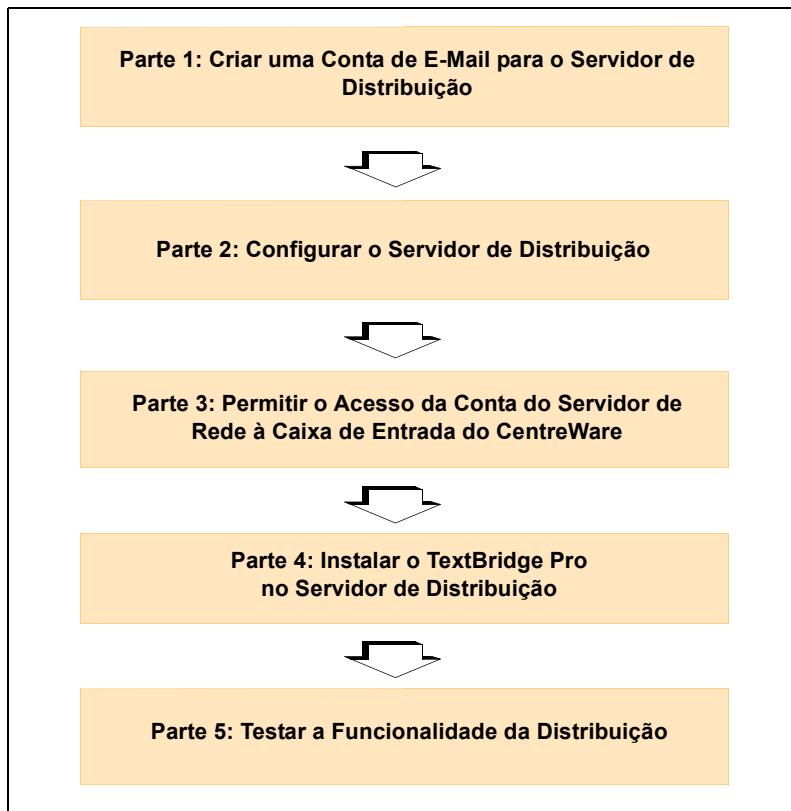 Parte 1: Criar uma Conta de E-Mail para o Servidor de
Distribuição
Parte 2: Configurar o Servidor de Distribuição
Parte 3: Permitir o Acesso da Conta do Servidor de
Rede à Caixa de Entrada do CentreWare
Parte 4: Instalar o TextBridge Pro
no Servidor de Distribuição
Parte 5: Testar a Funcionalidade da Distribuição